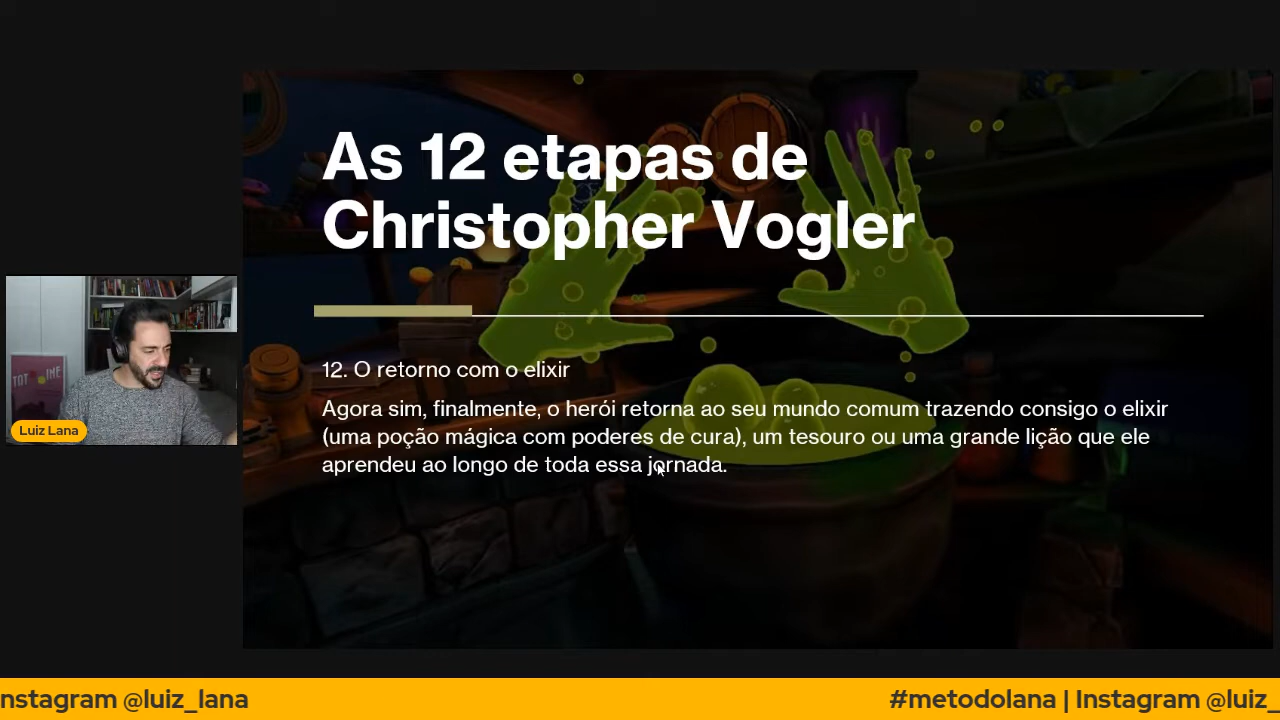 As 12 etapas de
Christopher Vogler
12. O retorno com o elixir
Agora sim, finalmente, o herói retorna ao seu mundo comum trazendo consigo o elixir
(uma poção mágica com poderes de cura), um tesouro ou uma grande lição que ele
aprendeu ao longo de toda essa jornada.
Luiz Lana
nstagram @luiz_lana
#metodolana | Instagram @luiz_